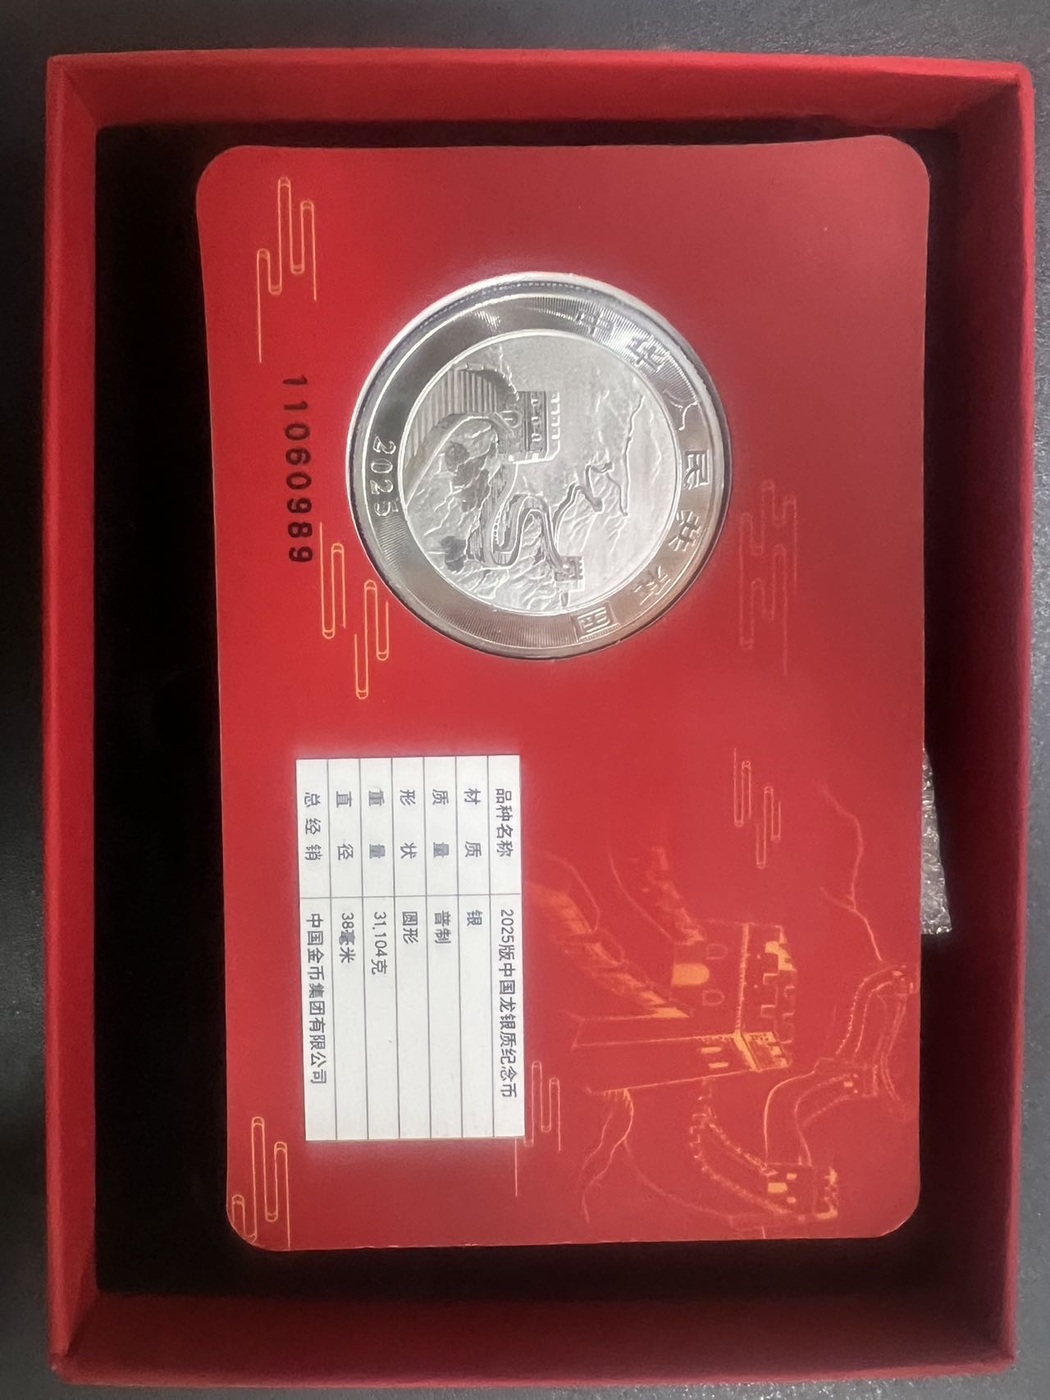 中华人民共和国
2025
11060989
品种名称 2025版中国龙银质纪念币
材质 银
质量 普制
形状 圆形
重量 31.104克
直径 38毫米
总经销 中国金币集团有限公司